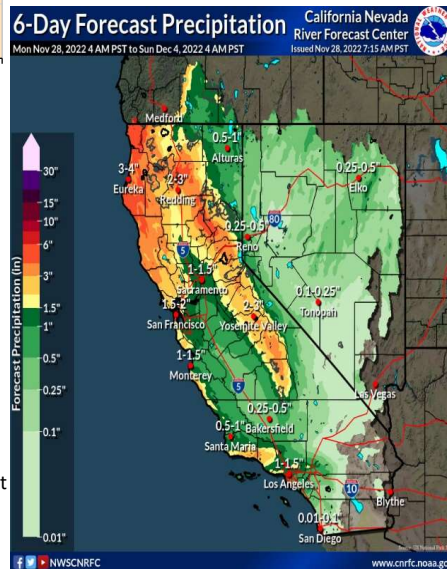 6-Day Forecast Precipitation
California Nevada
River Forecast Center
Mon Nov 28, 2022 4 AM PST to Sun Dec 4, 2022 4 AM PST
Issued Nov 28, 2022 7:15 AM PST
Medford
0.5-1"
Alturas
3-4"
Eureka
2-3"
Redding
0.25-0.5"
Elko
80
0.25-0.5"
Reno
5
1-1.5"
Sacramento
1.5-2"
San Francisco
2-3"
Yosemite Valley
0.1-0.25"
Tonopah
1-1.5"
Monterey
5
Las Vegas
0.25-0.5"
Bakersfield
0.5-1"
Santa Maria
1-1.5"
Los Angeles
10
Blythe
0.01-0.1"
San Diego
Forecast Precipitation (in)
30"
15"
10"
6"
3"
1.5"
1"
0.5"
0.25"
0.1"
0.01"
t
NWSCNRFC
www.cnrfc.noaa.g